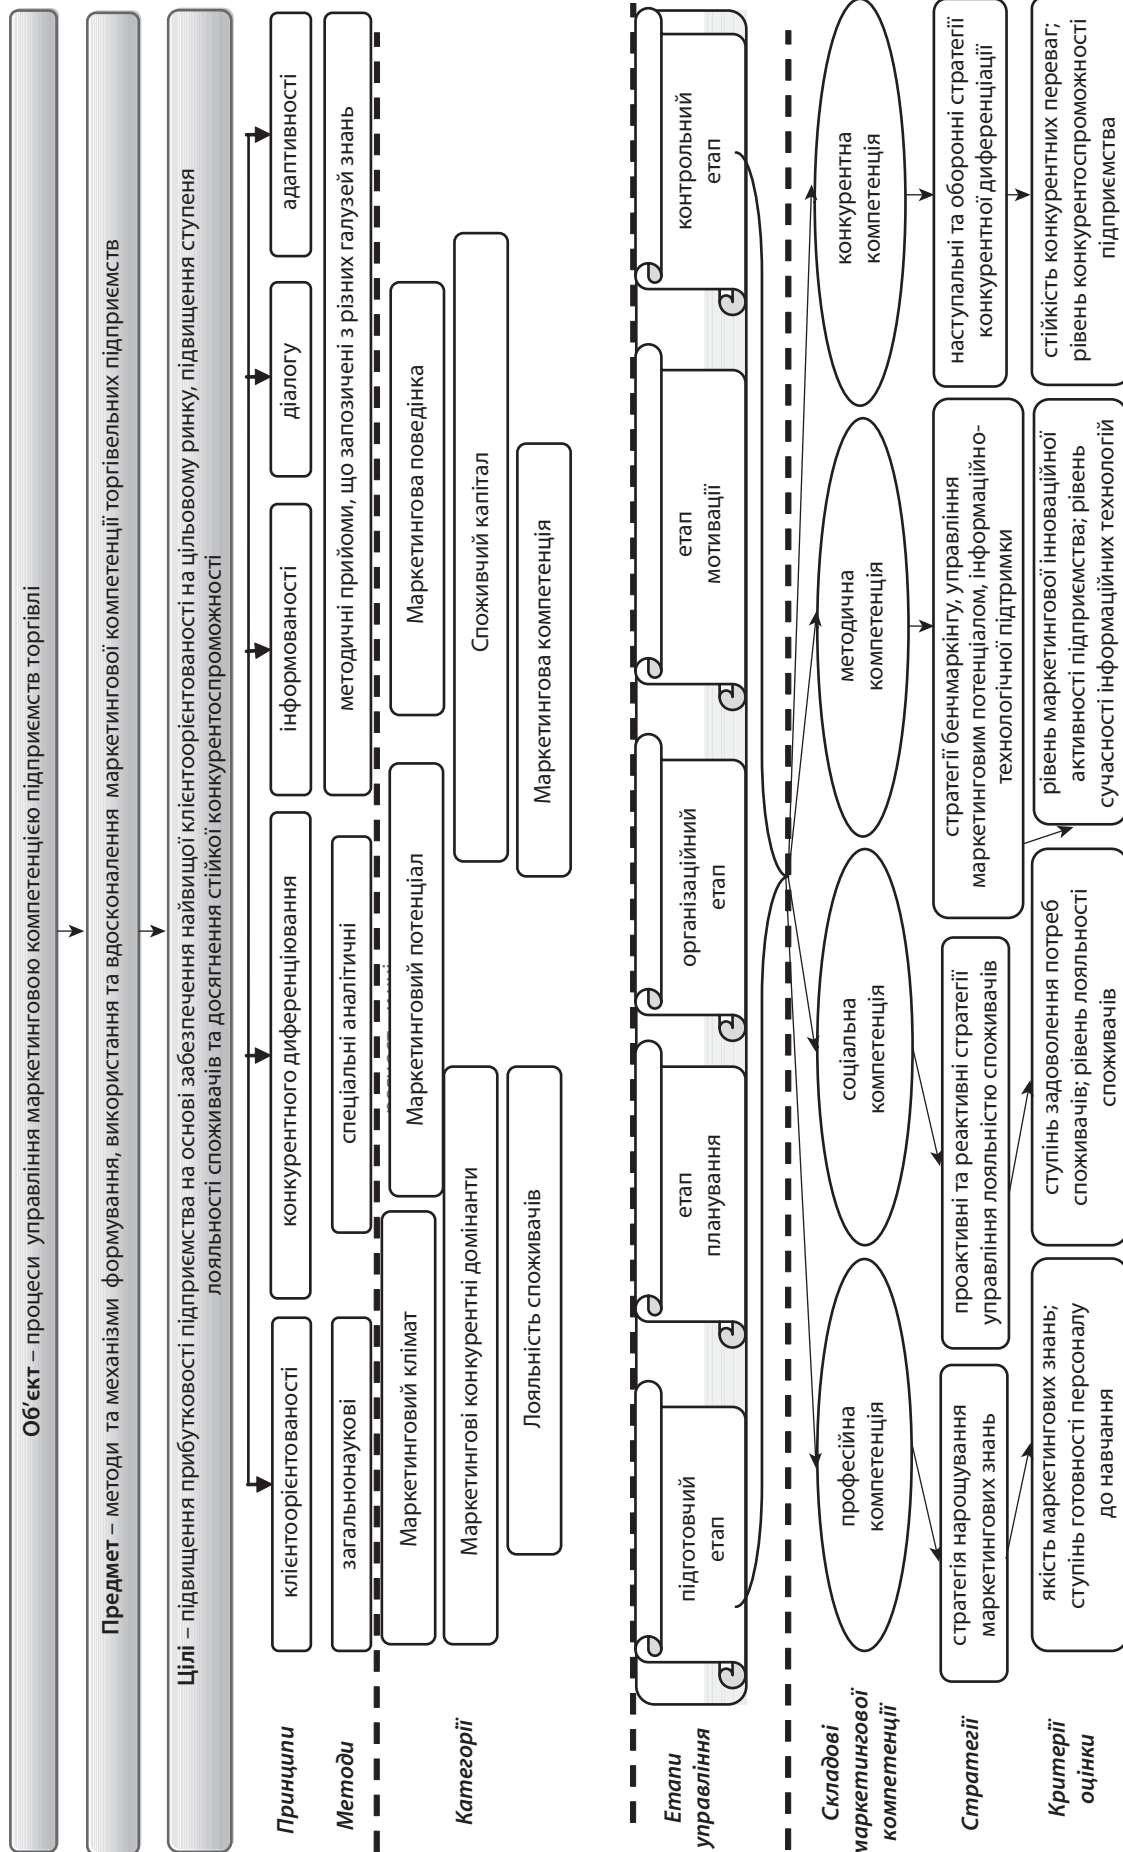 Об'єкт – процеси управління маркетинговою компетенцією підприємств торгівлі
Предмет – методи та механізми формування, використання та вдосконалення маркетингової компетенції торгівельних підприємств
Цілі – підвищення прибутковості підприємства на основі забезпечення найвищої клієнтоорієнтованості на цільовому ринку, підвищення ступеня
лояльності споживачів та досягнення стійкої конкурентоспроможності
Принципи
клієнтоорієнтованості
конкурентного диференціювання
інформованості
діалогу
адаптивності
Методи
загальнонаукові
спеціальні аналітичні
методичні прийоми, що запозичені з різних галузей знань
Категорії
Маркетинговий клімат
Маркетинговий потенціал
Маркетингова поведінка
Маркетингові конкурентні домінанти
Споживчий капітал
Лояльність споживачів
Маркетингова компетенція
Етапи
управління
підготовчий
етап
етап
планування
організаційний
етап
етап
мотивації
контрольний
етап
Складові
маркетингової
компетенції
професійна
компетенція
соціальна
компетенція
методична
компетенція
конкурентна
компетенція
Стратегії
стратегія нарощування
маркетингових знань
проактивні та реактивні стратегії
управління лояльністю споживачів
стратегії бенчмаркінгу, управління
маркетинговим потенціалом, інформаційно-
технологічної підтримки
наступальні та оборонні стратегії
конкурентної диференціації
Критерії
оцінки
якість маркетингових знань;
ступінь готовності персоналу
до навчання
ступінь задоволення потреб
споживачів; рівень лояльності
споживачів
рівень маркетингової інноваційної
активності підприємства; рівень
сучасності інформаційних технологій
стійкість конкурентних переваг;
рівень конкурентоспроможності
підприємства